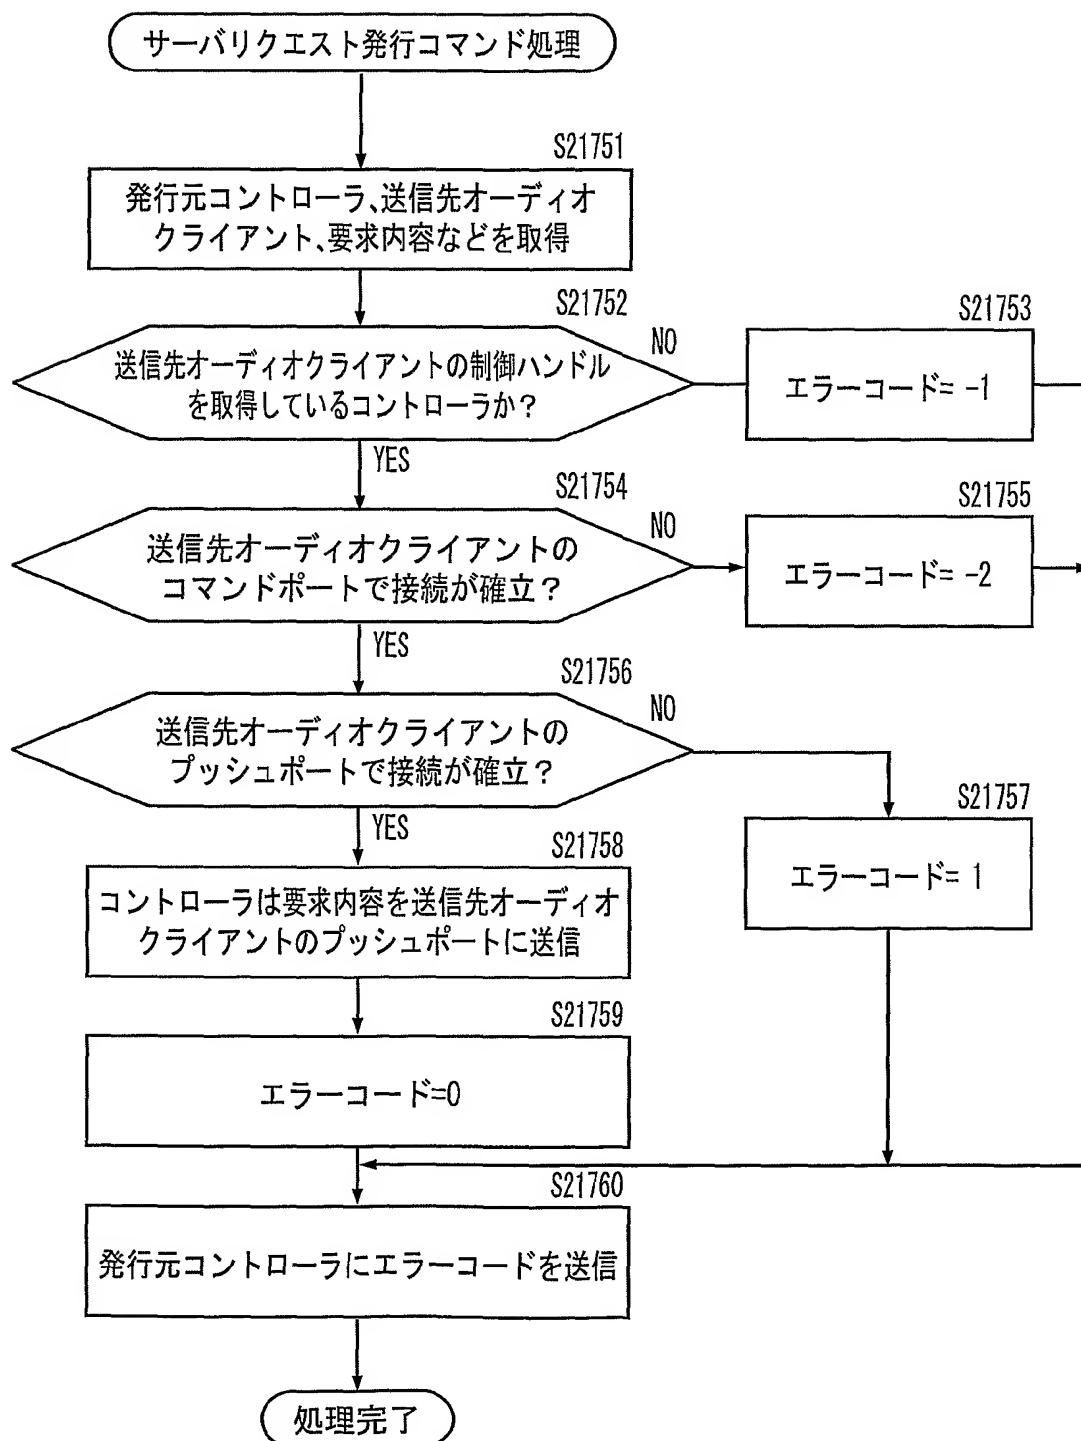 サーバリクエスト発行コマンド処理
S21751
発行元コントローラ、送信先オーディオ
クライアント、要求内容などを取得
S21752
送信先オーディオクライアントの制御ハンドル
を取得しているコントローラか？
NO
S21753
エラーコード= -1
YES
S21754
送信先オーディオクライアントの
コマンドポートで接続が確立？
NO
S21755
エラーコード= -2
YES
S21756
送信先オーディオクライアントの
プッシュポートで接続が確立？
NO
S21757
エラーコード= 1
YES
S21758
コントローラは要求内容を送信先オーディオ
クライアントのプッシュポートに送信
S21759
エラーコード=0
S21760
発行元コントローラにエラーコードを送信
処理完了